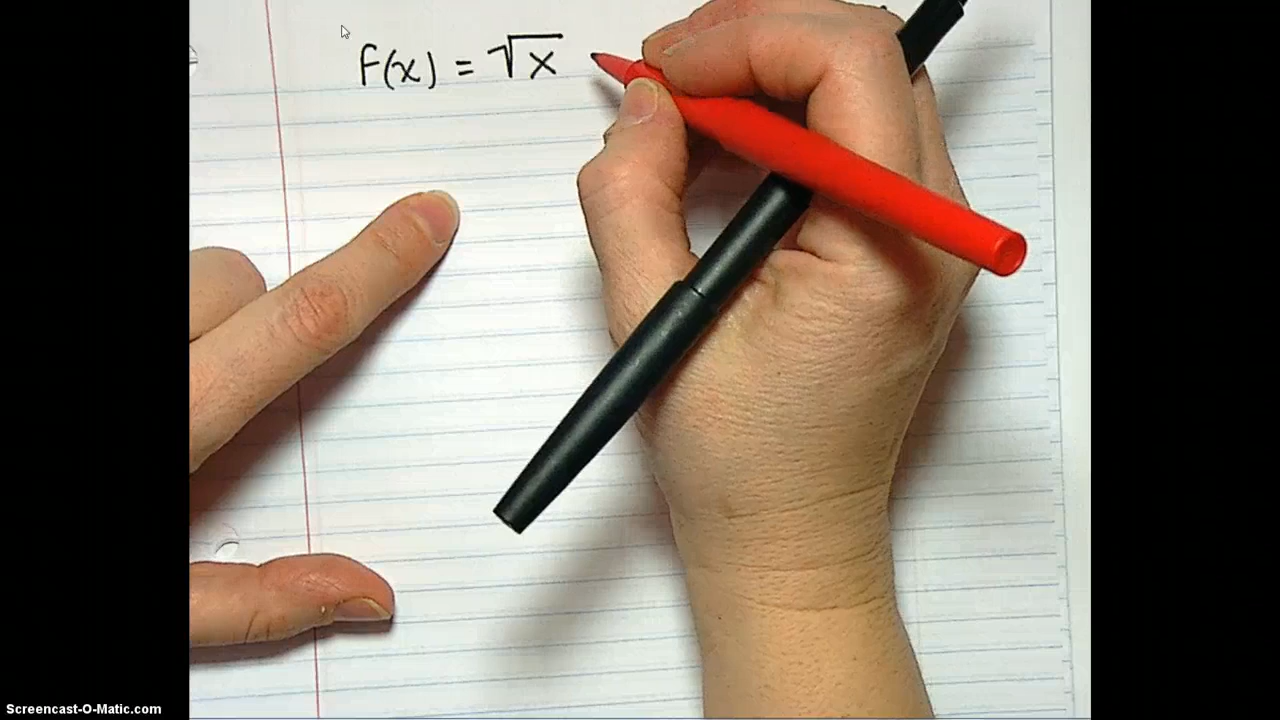 f(x) = √x
Screencast-O-Matic.com